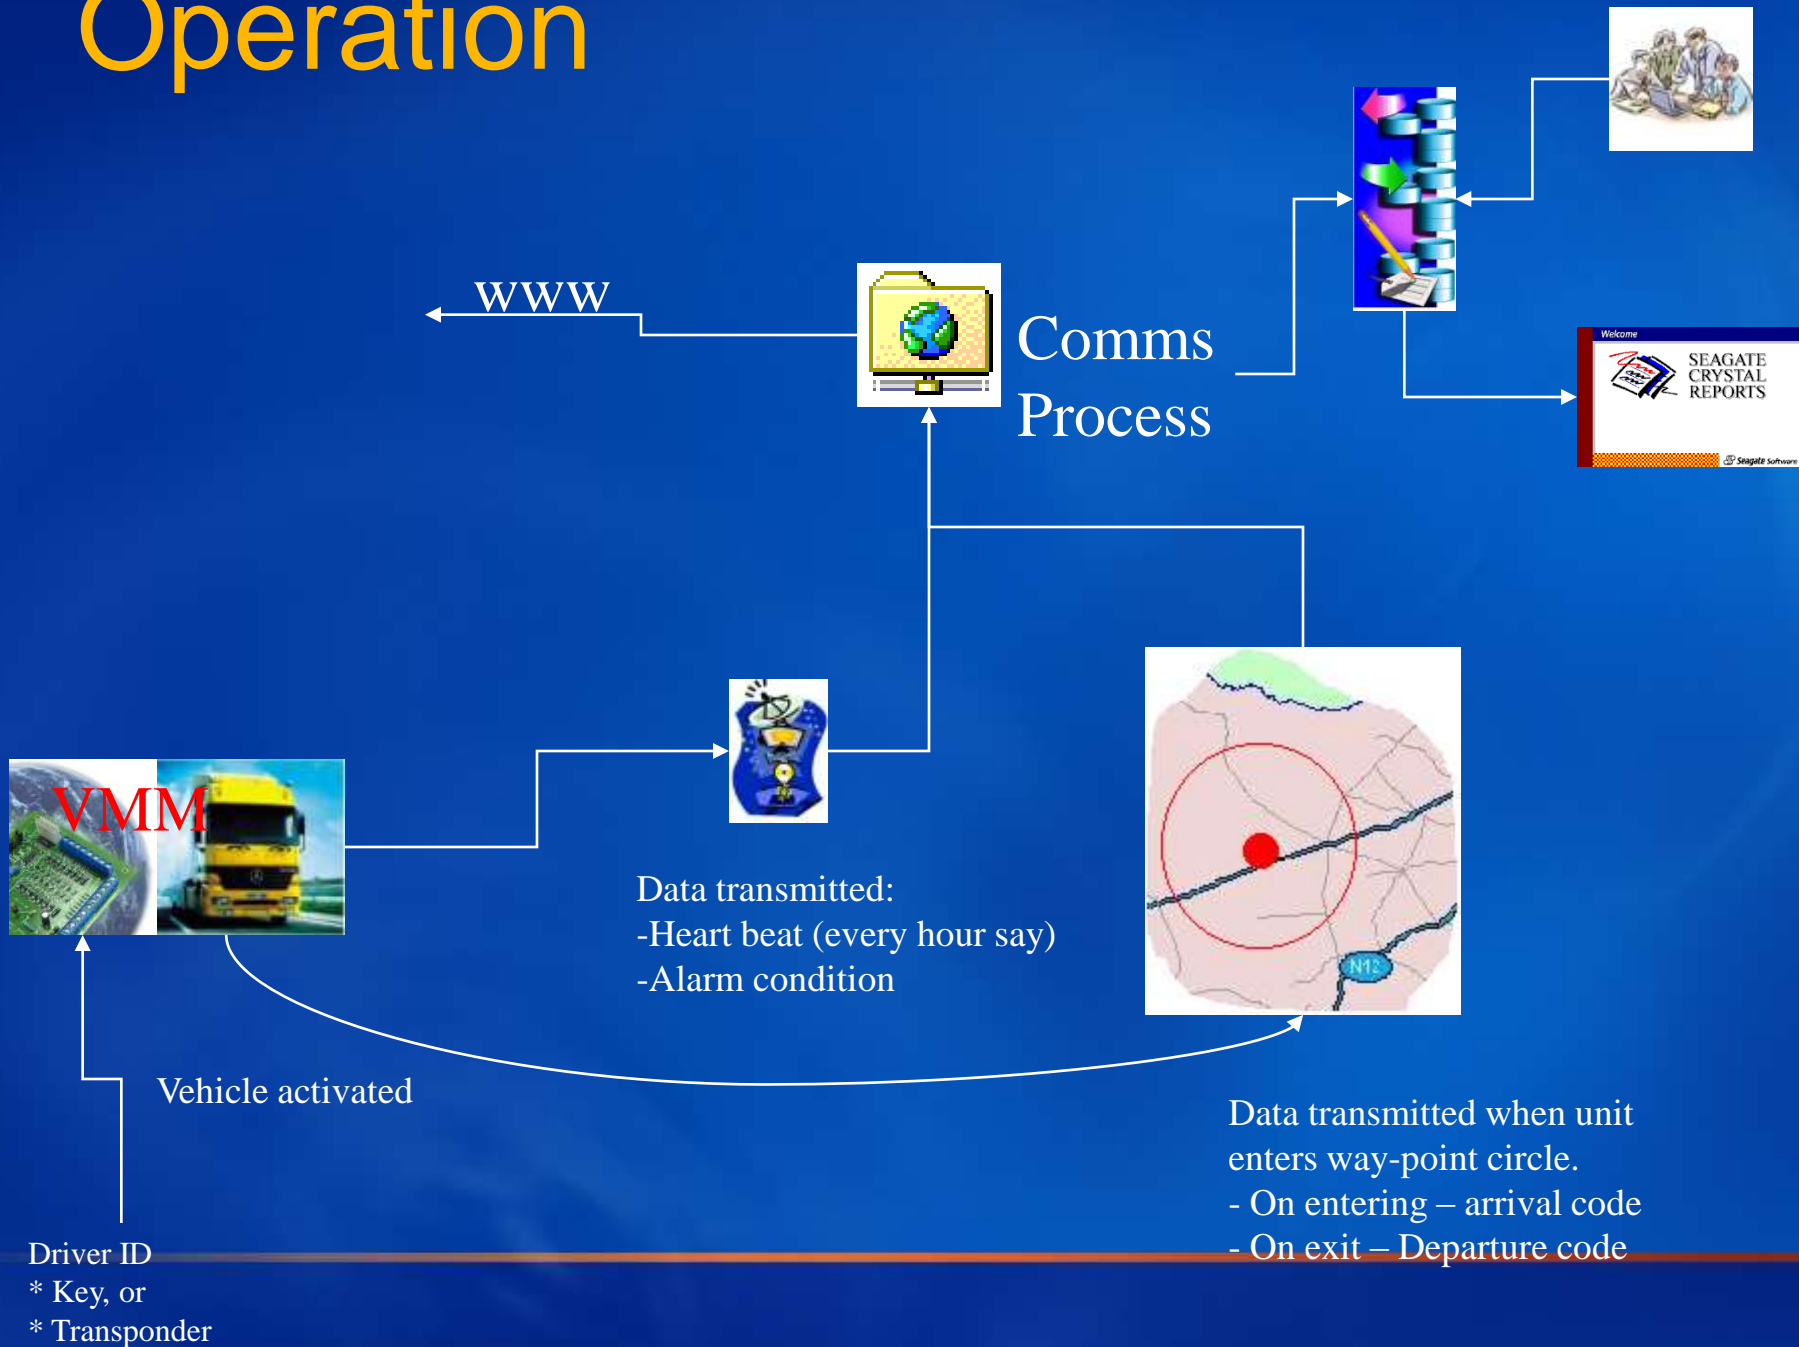 Operation
www
Comms
Process
Welcome
SEAGATE
CRYSTAL
REPORTS
Seagate Software
VMM
Data transmitted:
-Heart beat (every hour say)
-Alarm condition
N12
Vehicle activated
Data transmitted when unit
enters way-point circle.
- On entering – arrival code
- On exit – Departure code
Driver ID
* Key, or
* Transponder